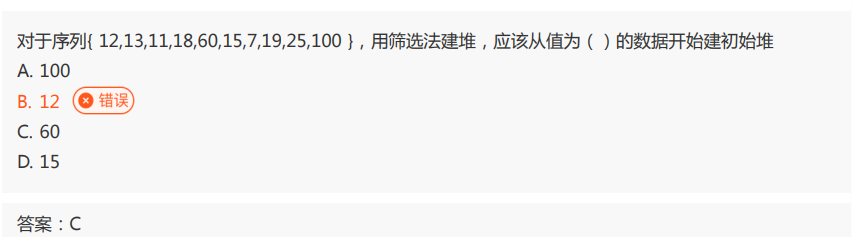 对于序列{ 12,13,11,18,60,15,7,19,25,100 }，用筛选法建堆，应该从值为（ ）的数据开始建初始堆
A. 100
B. 12 错误
C. 60
D. 15
答案：C